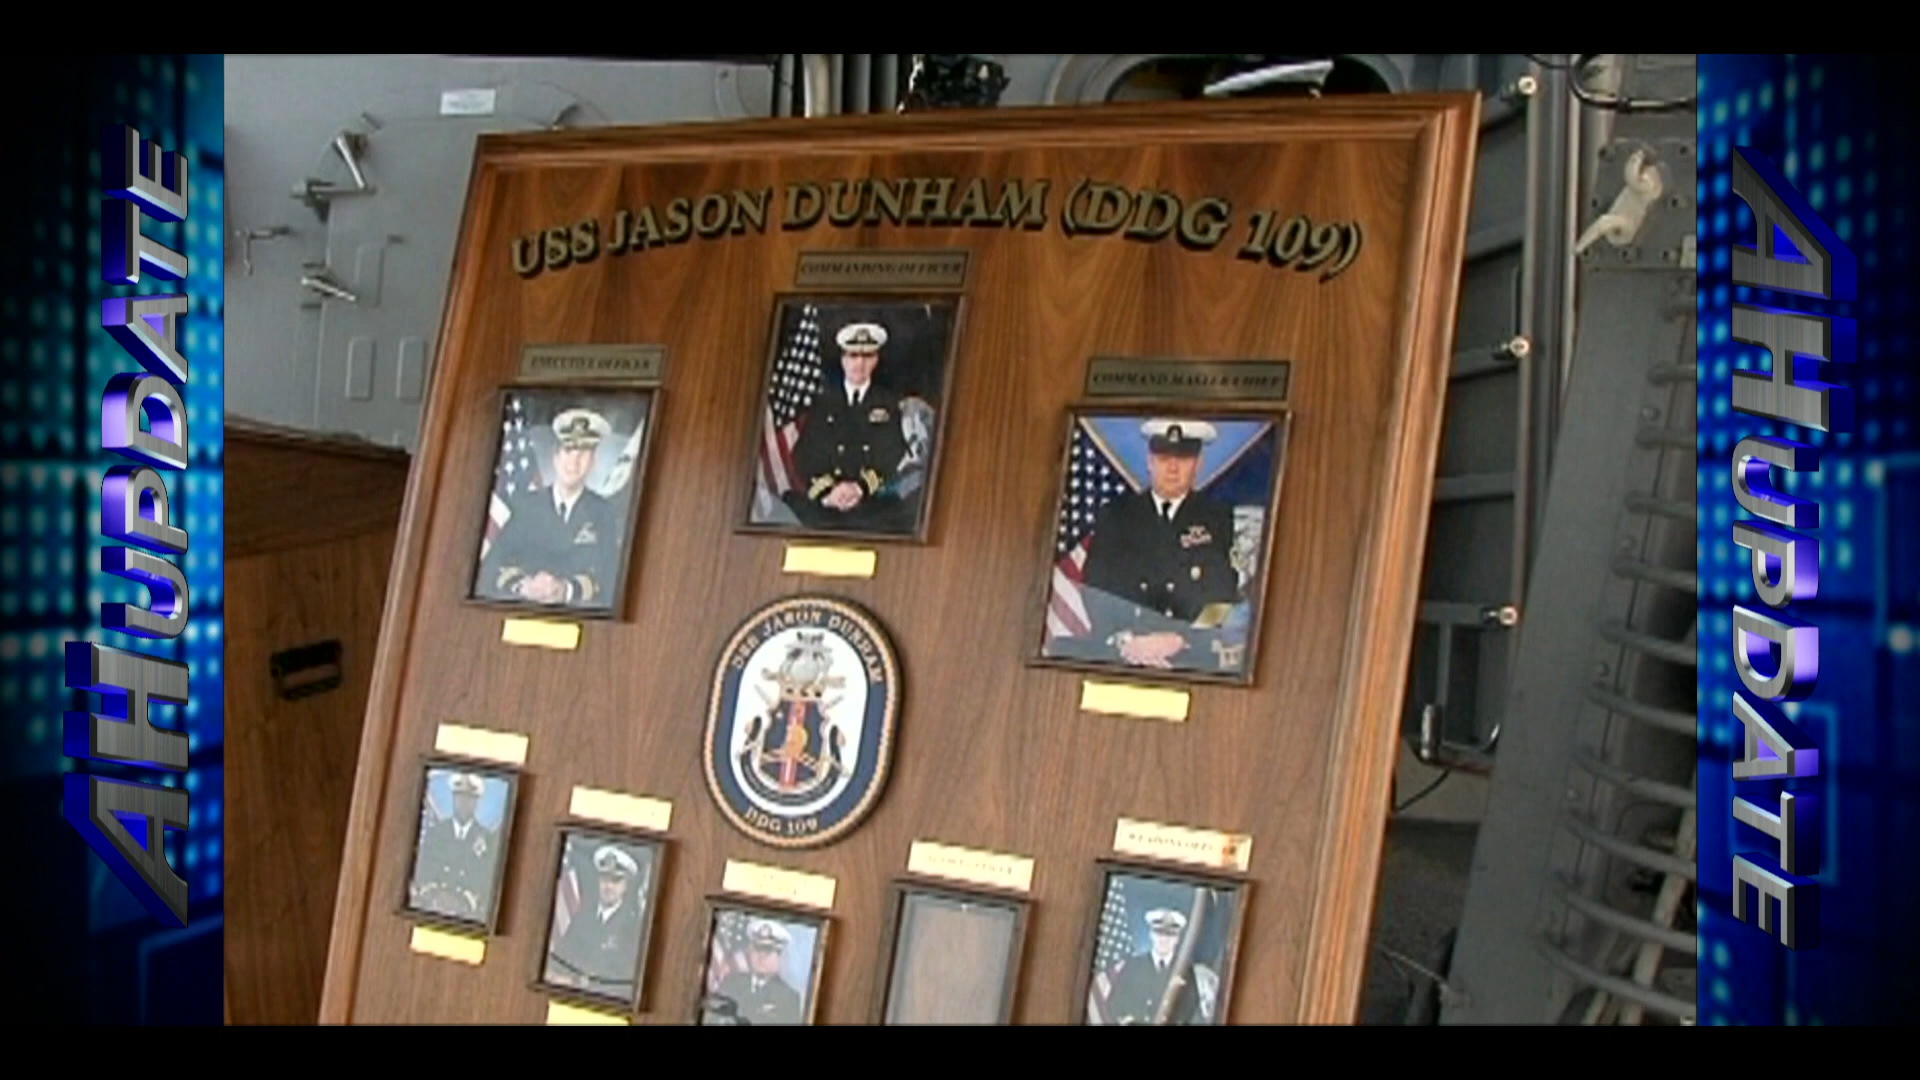 AHUPDATE
USS JASON DUNHAM (DDG 109)
COMMANDING OFFICER
EXECUTIVE OFFICER
COMMAND MASTER CHIEF
USS JASON DUNHAM
DDG 109
AHUPDATE